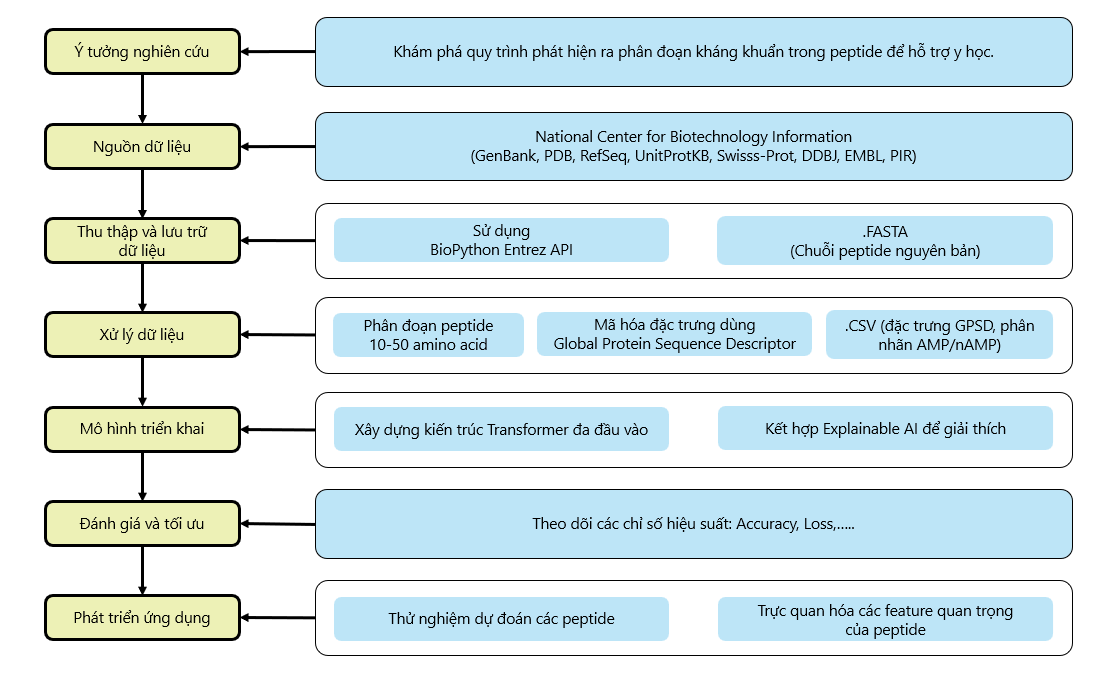 Ý tưởng nghiên cứu
Khám phá quy trình phát hiện ra phân đoạn kháng khuẩn trong peptide để hỗ trợ y học.
Nguồn dữ liệu
National Center for Biotechnology Information
(GenBank, PDB, RefSeq, UnitProtKB, Swisss-Prot, DDBJ, EMBL, PIR)
Thu thập và lưu trữ
dữ liệu
Sử dụng
BioPython Entrez API
.FASTA
(Chuỗi peptide nguyên bản)
Xử lý dữ liệu
Phân đoạn peptide
10-50 amino acid
Mã hóa đặc trưng dùng
Global Protein Sequence Descriptor
.CSV (đặc trưng GPSD, phân
nhãn AMP/nAMP)
Mô hình triển khai
Xây dựng kiến trúc Transformer đa đầu vào
Kết hợp Explainable AI để giải thích
Đánh giá và tối ưu
Theo dõi các chỉ số hiệu suất: Accuracy, Loss,.....
Phát triển ứng dụng
Thử nghiệm dự đoán các peptide
Trực quan hóa các feature quan trọng
của peptide